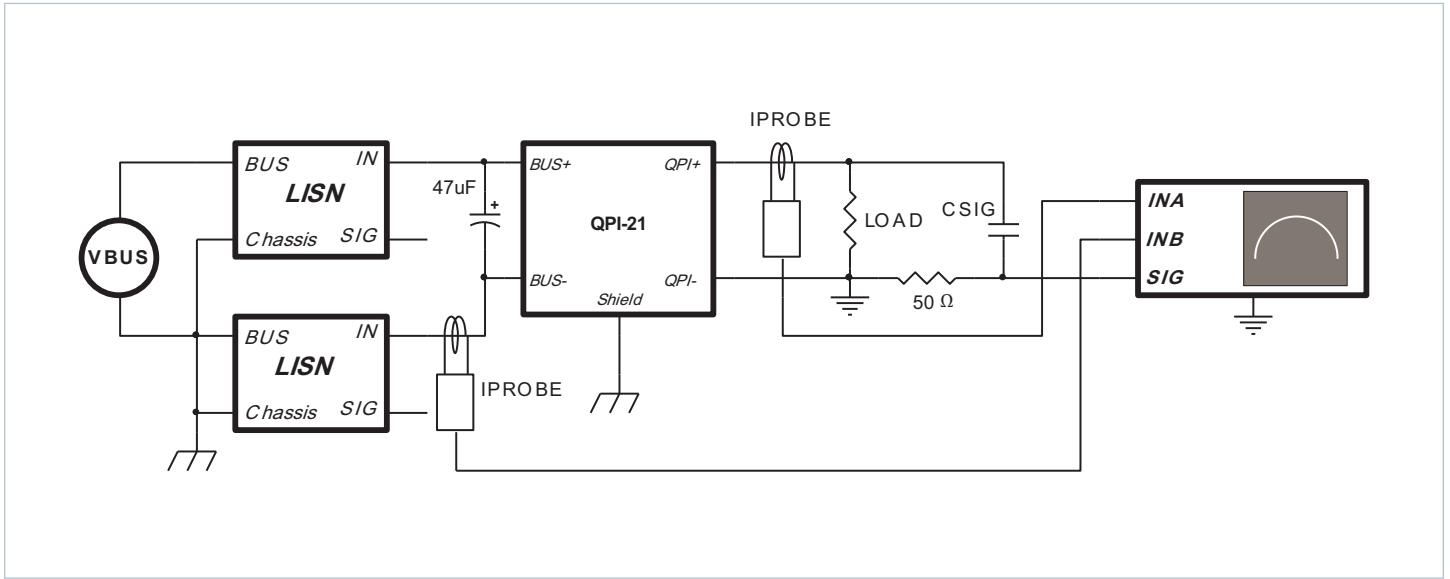 IPROBE
BUS
IN
LISN
Chassis
SIG
47uF
+
BUS+
QPI+
QPI-21
BUS-
QPI-
Shield
LOAD
CSIG
50 Ω
INA
INB
SIG
VBUS
BUS
IN
LISN
Chassis
SIG
IPROBE